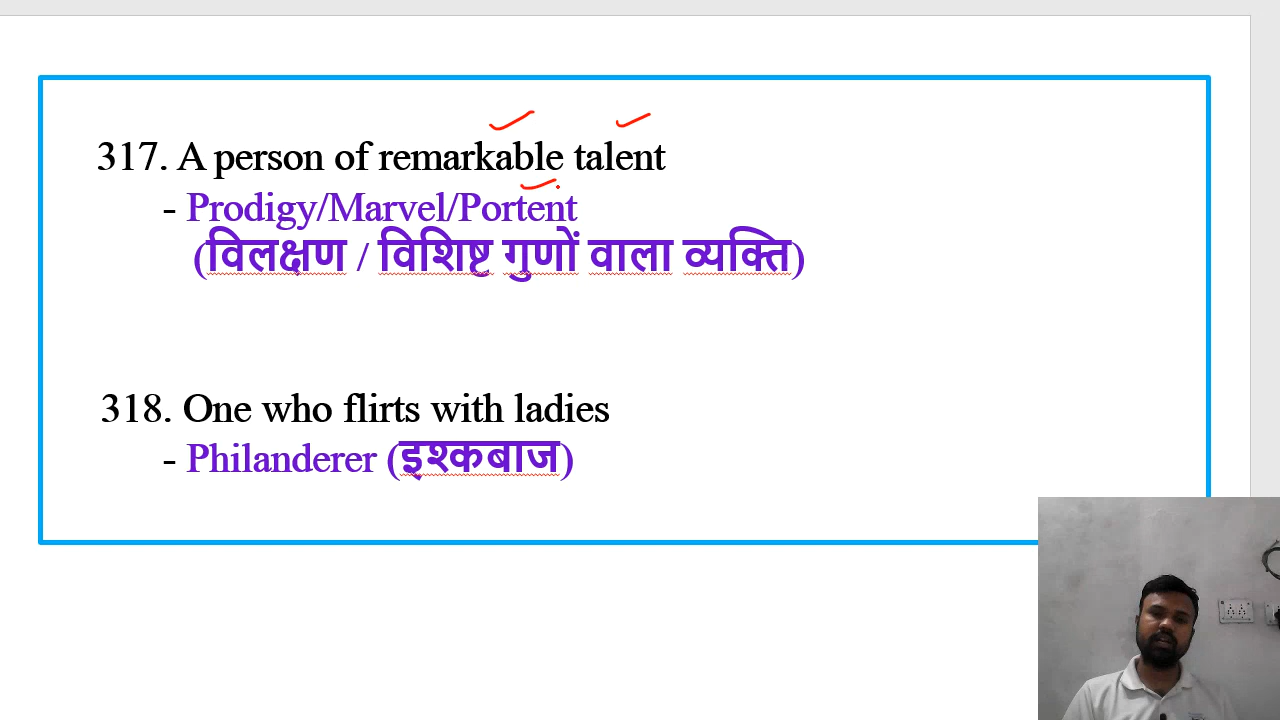 317. A person of remarkable talent
- Prodigy/Marvel/Portent
(विलक्षण / विशिष्ट गुणों वाला व्यक्ति)
318. One who flirts with ladies
- Philanderer (इश्कबाज)